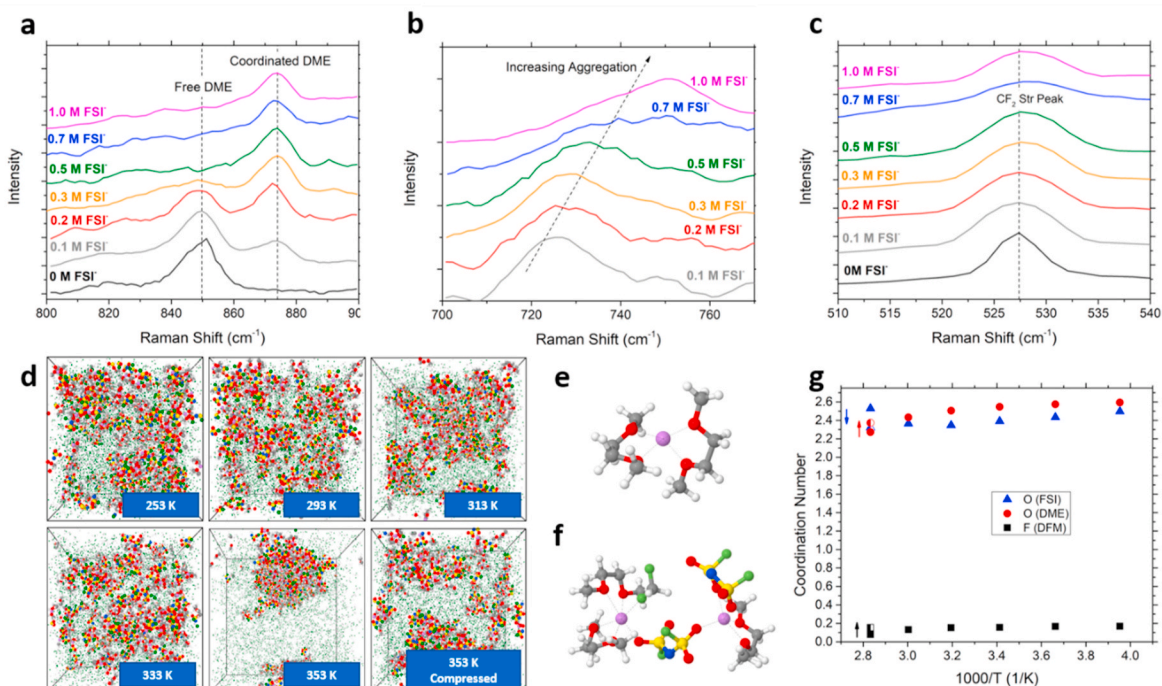 a
Coordinated DME
Free DME
1.0 M FSI-
0.7 M FSI-
0.5 M FSI-
0.3 M FSI-
0.2 M FSI-
0.1 M FSI-
0 M FSI-
Intensity
800 820 840 860 880 90
Raman Shift (cm-1)
b
Increasing Aggregation
1.0 M FSI-
0.7 M FSI-
0.5 M FSI-
0.3 M FSI-
0.2 M FSI-
0.1 M FSI-
Intensity
700 720 740 760
Raman Shift (cm-1)
c
1.0 M FSI-
0.7 M FSI-
CF2 Str Peak
0.5 M FSI-
0.3 M FSI-
0.2 M FSI-
0.1 M FSI-
0M FSI-
Intensity
510 515 520 525 530 535 540
Raman Shift (cm-1)
d
253 K
293 K
313 K
333 K
353 K
353 K
Compressed
e
f
g
2.6
2.4
2.2
2.0
1.8
1.6
1.4
1.2
1.0
0.8
0.6
0.4
0.2
0.0
Coordination Number
O (FSI)
O (DME)
F (DFM)
2.8 3.0 3.2 3.4 3.6 3.8 4.0
1000/T (1/K)